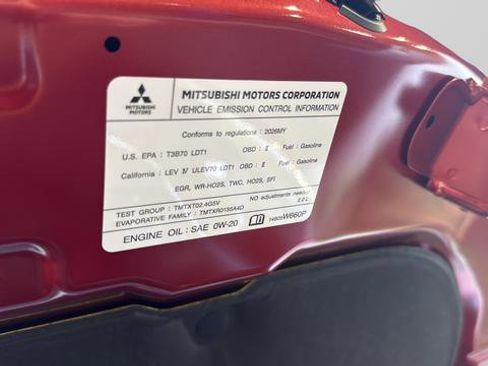 MITSUBISHI MOTORS
MITSUBISHI MOTORS CORPORATION
VEHICLE EMISSION CONTROL INFORMATION
Conforms to regulations : 2026MY
U.S. EPA : T3B70 LDT1 OBD : II Fuel : Gasoline
California : LEV IV ULEV70 LDT1 OBD : II Fuel : Gasoline
EGR, WR-HO2S, TWC, HO2S, SFI
No adjustments needed
TEST GROUP : TMTXT02.4G5V
EVAPORATIVE FAMILY : TMTXR0135A4D
ENGINE OIL : SAE 0W-20
W660P